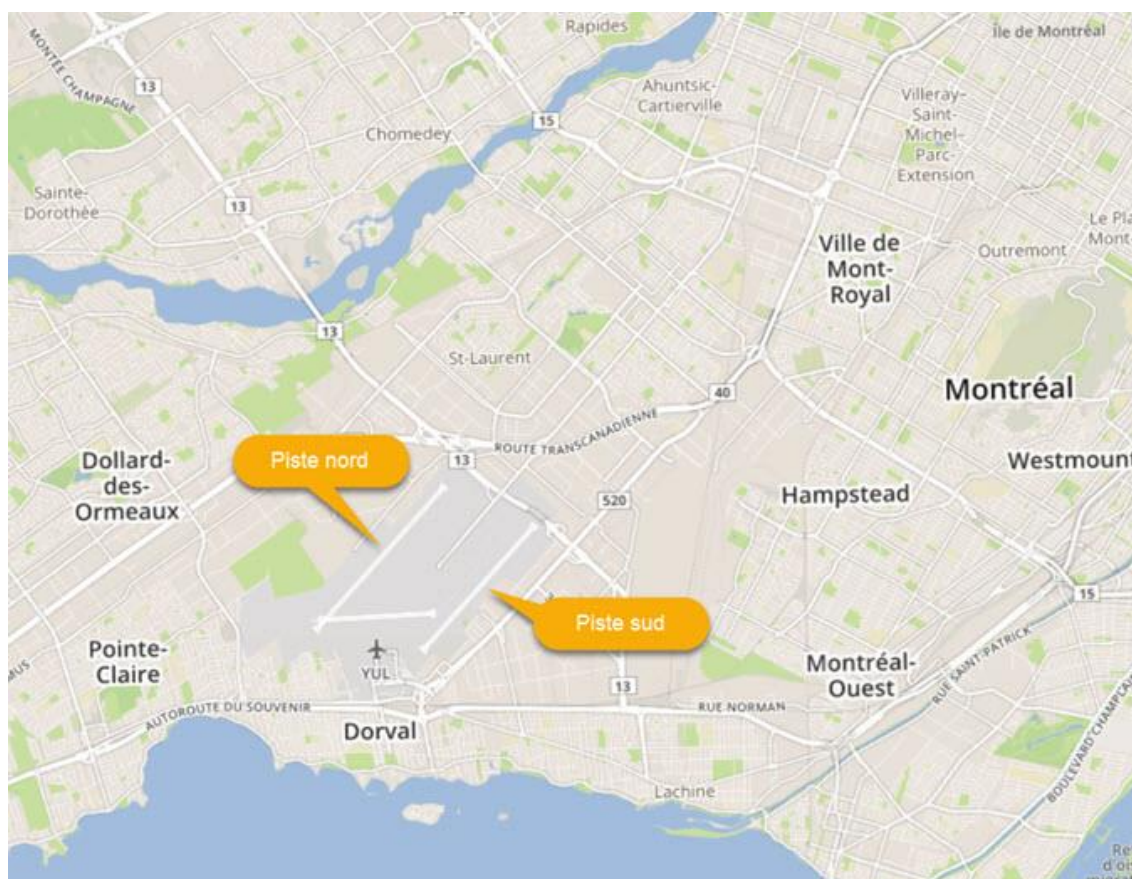 Rapides
Île de Montréal
MONTÉE CHAMPAGNE
13
Ahuntsic-
Cartierville
Villeray–
Saint-
Michel–
Parc-
Extension
15
Chomedey
Sainte-
Dorothée
13
Le Pla
Mont-
Ville de
Mont-
Royal
Outremont
13
St-Laurent
40
Montréal
ROUTE TRANSCANADIENNE
Piste nord
13
Dollard-
des-
Ormeaux
Westmount
Hampstead
520
15
Piste sud
Pointe-
Claire
YUL
Montréal-
Ouest
RUE SAINT-PATRICK
13
AUTOROUTE DU SOUVENIR
RUE NORMAN
Dorval
BOULEVARD CHAMPLAIN
Lachine
Re
d'ois